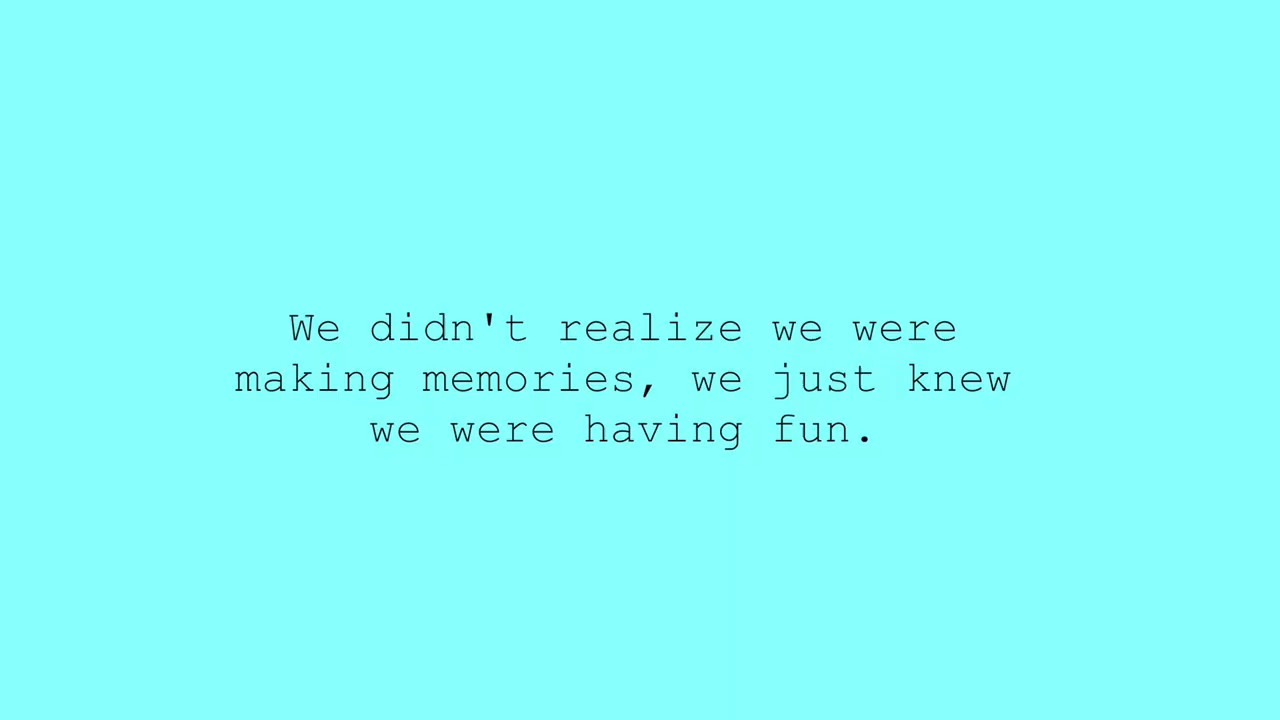 We didn't realize we were
making memories, we just knew
we were having fun.